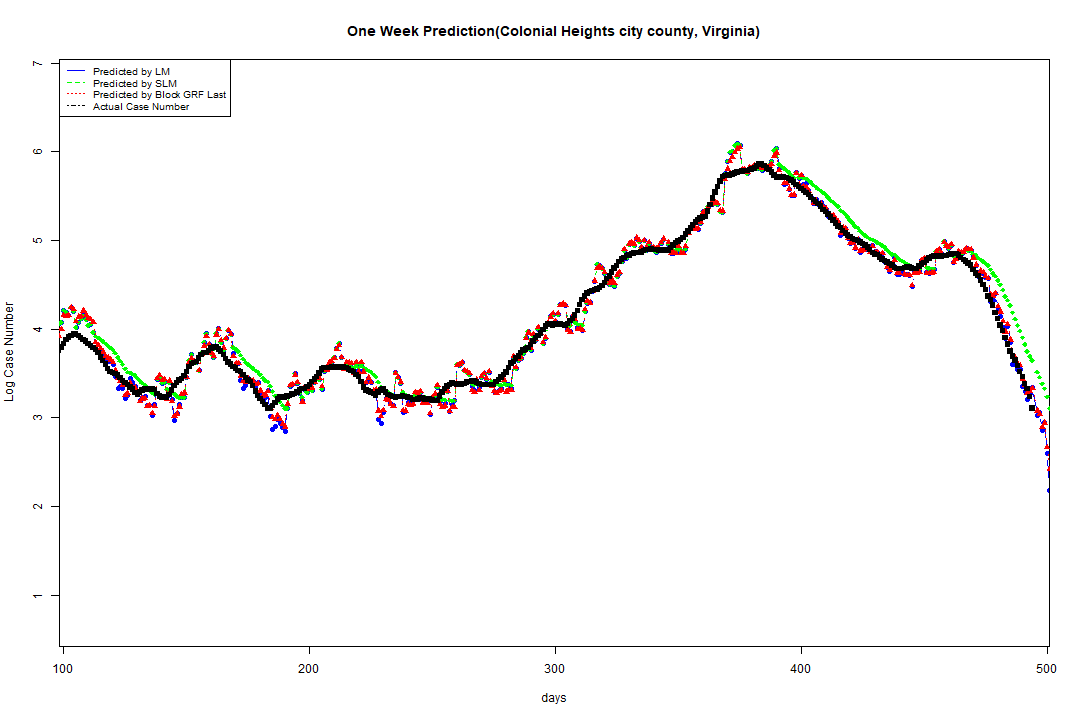 One Week Prediction(Colonial Heights city county, Virginia)
Predicted by LM
Predicted by SLM
Predicted by Block GRF Last
Actual Case Number
7
6
5
4
3
2
1
Log Case Number
100 200 300 400 500
days